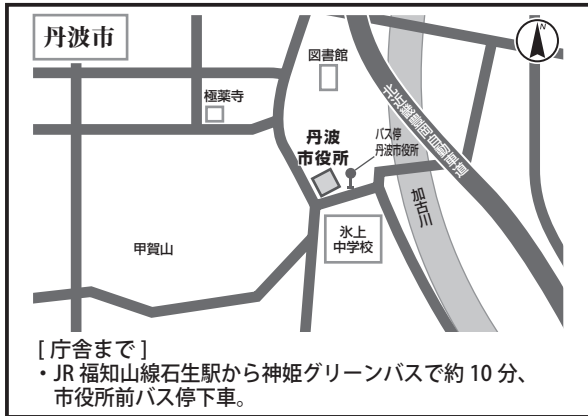 丹波市
N
図書館
極楽寺
丹波
市役所
バス停
丹波市役所
北近畿豊岡自動車道
加古川
氷上
中学校
甲賀山
[ 庁舎まで ]
・JR 福知山線石生駅から神姫グリーンバスで約 10 分、
市役所前バス停下車。